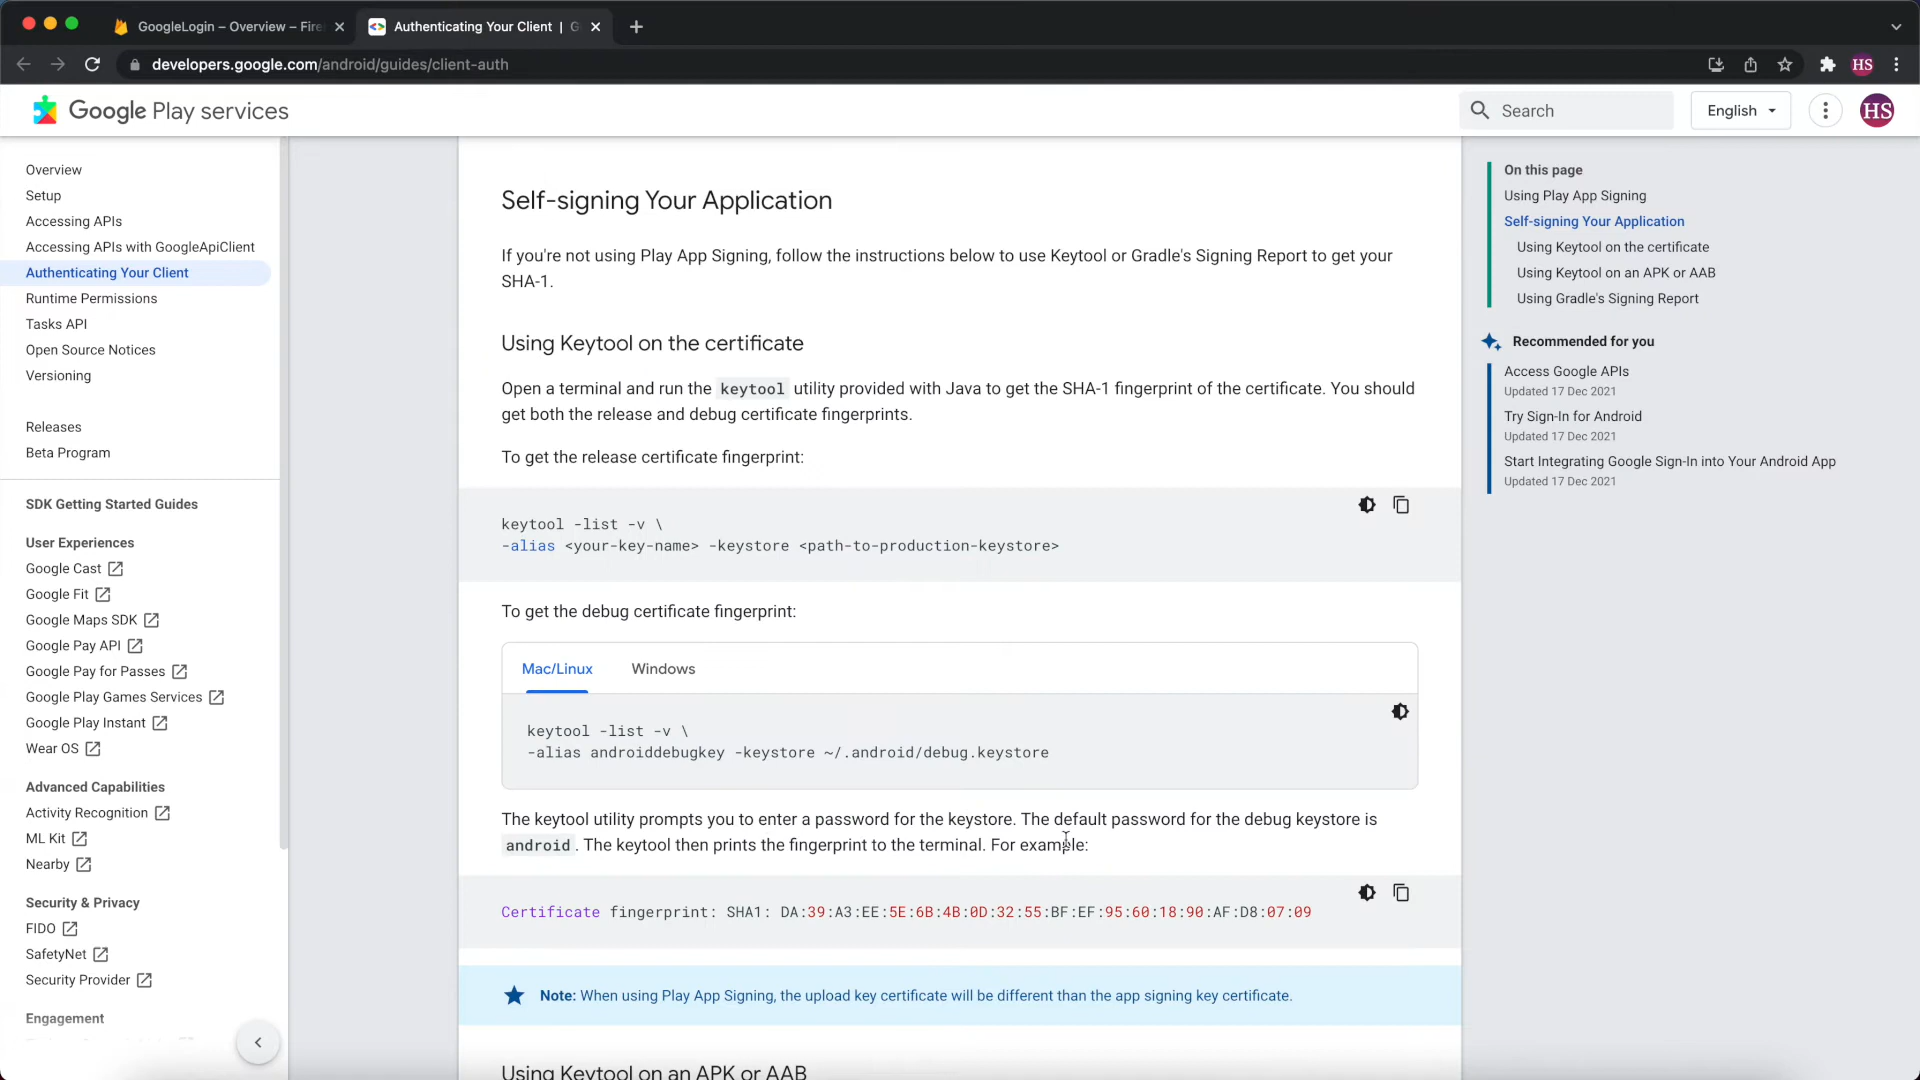 GoogleLogin – Overview – Fire
Authenticating Your Client | G
developers.google.com/android/guides/client-auth
HS
Google Play services
Search
English
HS
Overview
Setup
Accessing APIs
Accessing APIs with GoogleApiClient
Authenticating Your Client
Runtime Permissions
Tasks API
Open Source Notices
Versioning
Releases
Beta Program
SDK Getting Started Guides
User Experiences
Google Cast
Google Fit
Google Maps SDK
Google Pay API
Google Pay for Passes
Google Play Games Services
Google Play Instant
Wear OS
Advanced Capabilities
Activity Recognition
ML Kit
Nearby
Security & Privacy
FIDO
SafetyNet
Security Provider
Engagement
Self-signing Your Application
If you're not using Play App Signing, follow the instructions below to use Keytool or Gradle's Signing Report to get your
SHA-1.
Using Keytool on the certificate
Open a terminal and run the keytool utility provided with Java to get the SHA-1 fingerprint of the certificate. You should
get both the release and debug certificate fingerprints.
To get the release certificate fingerprint:
keytool -list -v \
-alias <your-key-name> -keystore <path-to-production-keystore>
To get the debug certificate fingerprint:
Mac/Linux
Windows
keytool -list -v \
-alias androiddebugkey -keystore ~/.android/debug.keystore
The keytool utility prompts you to enter a password for the keystore. The default password for the debug keystore is
android. The keytool then prints the fingerprint to the terminal. For example:
Certificate fingerprint: SHA1: DA:39:A3:EE:5E:6B:4B:0D:32:55:BF:EF:95:60:18:90:AF:D8:07:09
Note: When using Play App Signing, the upload key certificate will be different than the app signing key certificate.
Using Keytool on an APK or AAB
On this page
Using Play App Signing
Self-signing Your Application
Using Keytool on the certificate
Using Keytool on an APK or AAB
Using Gradle's Signing Report
Recommended for you
Access Google APIs
Updated 17 Dec 2021
Try Sign-In for Android
Updated 17 Dec 2021
Start Integrating Google Sign-In into Your Android App
Updated 17 Dec 2021